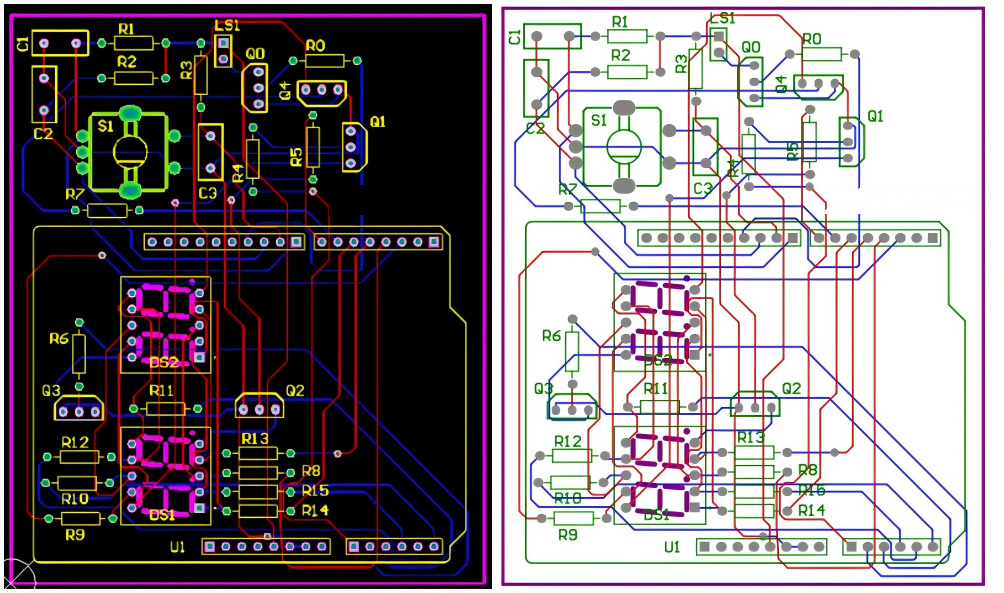 C1
R1
LS1
R2
R3
Q0
R0
Q4
C2
S1
R5
Q1
R4
C3
R7
R6
DS2
Q3
R11
Q2
R12
R13
R8
R10
R15
DS1
R14
R9
U1
C1
R1
LS1
R2
R3
Q0
R0
Q4
C2
S1
R5
Q1
R4
C3
R7
R6
DS2
Q3
R11
Q2
R12
R13
R8
R10
DS1
R14
R9
U1